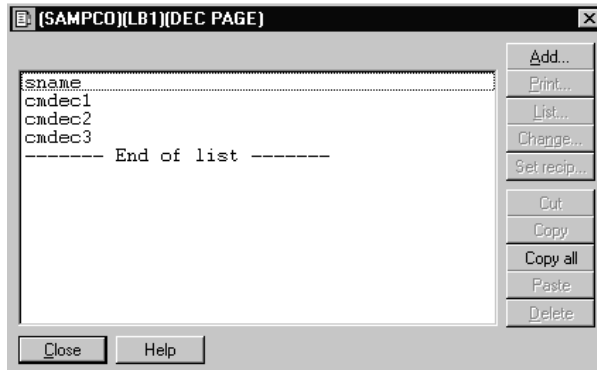 (SAMPCO)(LB1)(DEC PAGE)
Add...
Print...
List...
Change...
Set recip...
Cut
Copy
Copy all
Paste
Delete
sname
cmdec1
cmdec2
cmdec3
------- End of list -------
Close
Help